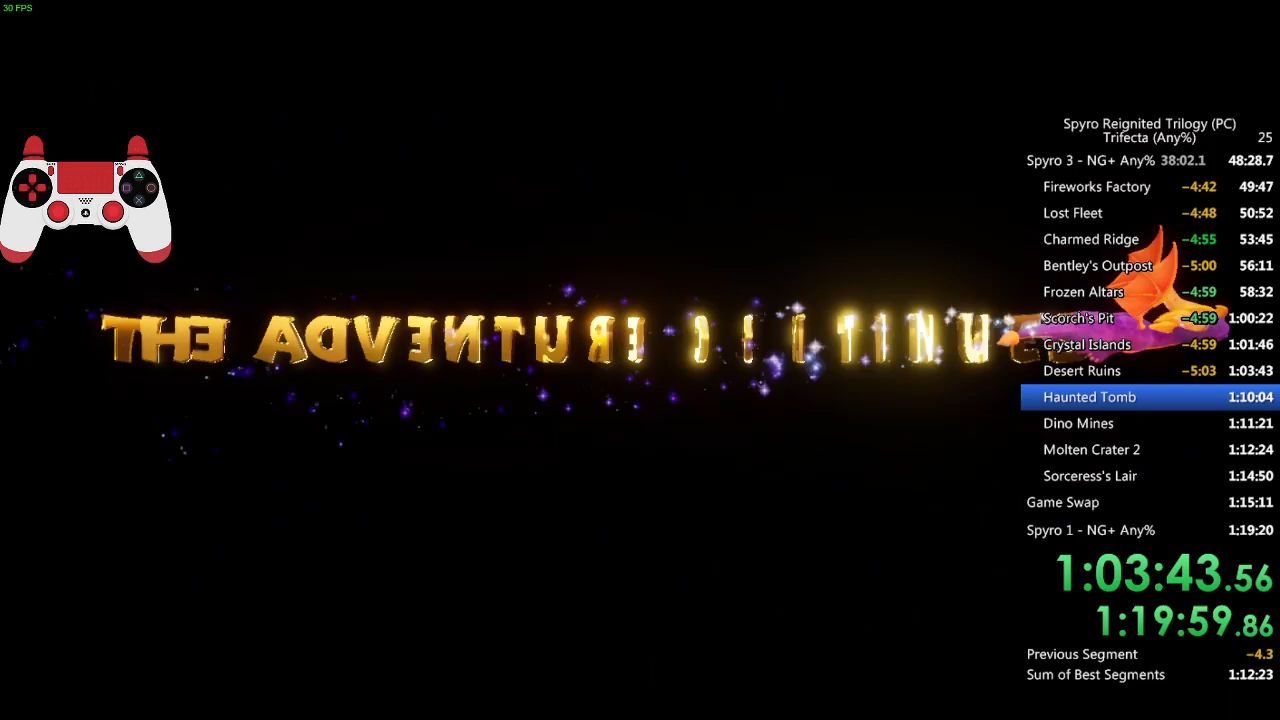 30 FPS
THE ADVENTURE CONTINUES
Spyro Reignited Trilogy (PC)
Trifecta (Any%) 25
Spyro 3 - NG+ Any% 38:02.1 48:28.7
Fireworks Factory −4:42 49:47
Lost Fleet −4:48 50:52
Charmed Ridge −4:55 53:45
Bentley's Outpost −5:00 56:11
Frozen Altars −4:59 58:32
Scorch's Pit −4:59 1:00:22
Crystal Islands −4:59 1:01:46
Desert Ruins −5:03 1:03:43
Haunted Tomb 1:10:04
Dino Mines 1:11:21
Molten Crater 2 1:12:24
Sorceress's Lair 1:14:50
Game Swap 1:15:11
Spyro 1 - NG+ Any% 1:19:20
1:03:43.56
1:19:59.86
Previous Segment −4.3
Sum of Best Segments 1:12:23